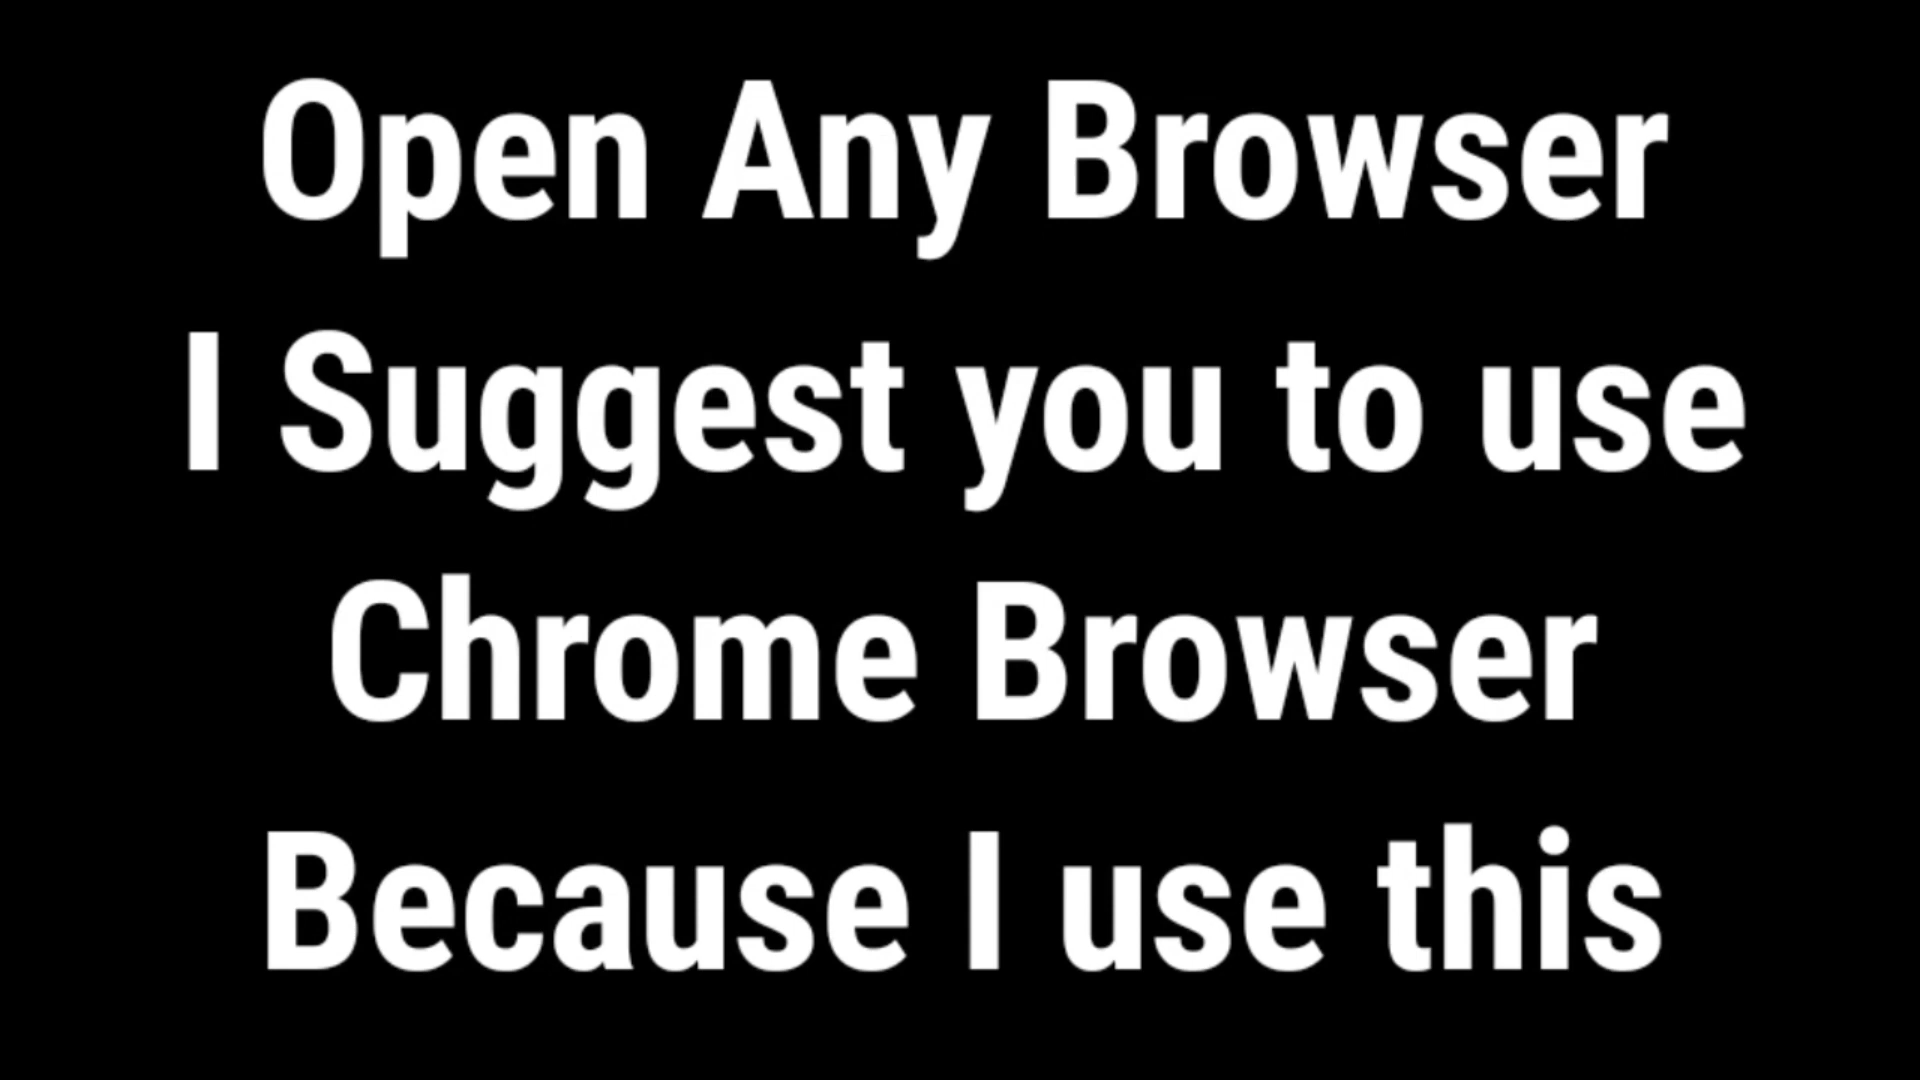 Open Any Browser
I Suggest you to use
Chrome Browser
Because I use this